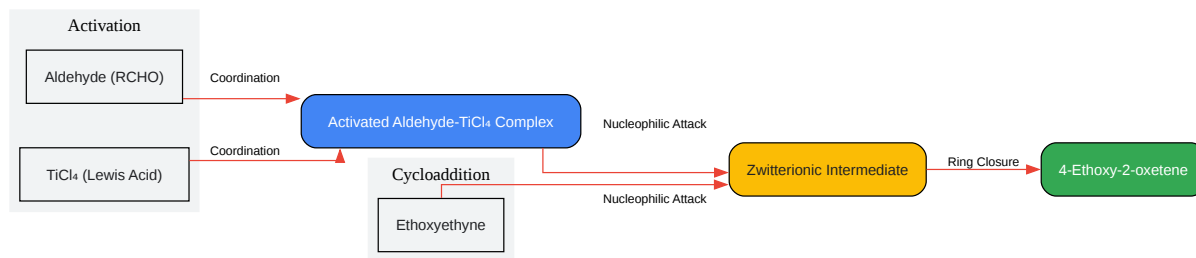 Activation
Aldehyde (RCHO)
Coordination
TiCl₄ (Lewis Acid)
Coordination
Activated Aldehyde-TiCl₄ Complex
Cycloaddition
Ethoxyethyne
Nucleophilic Attack
Nucleophilic Attack
Zwitterionic Intermediate
Ring Closure
4-Ethoxy-2-oxetene